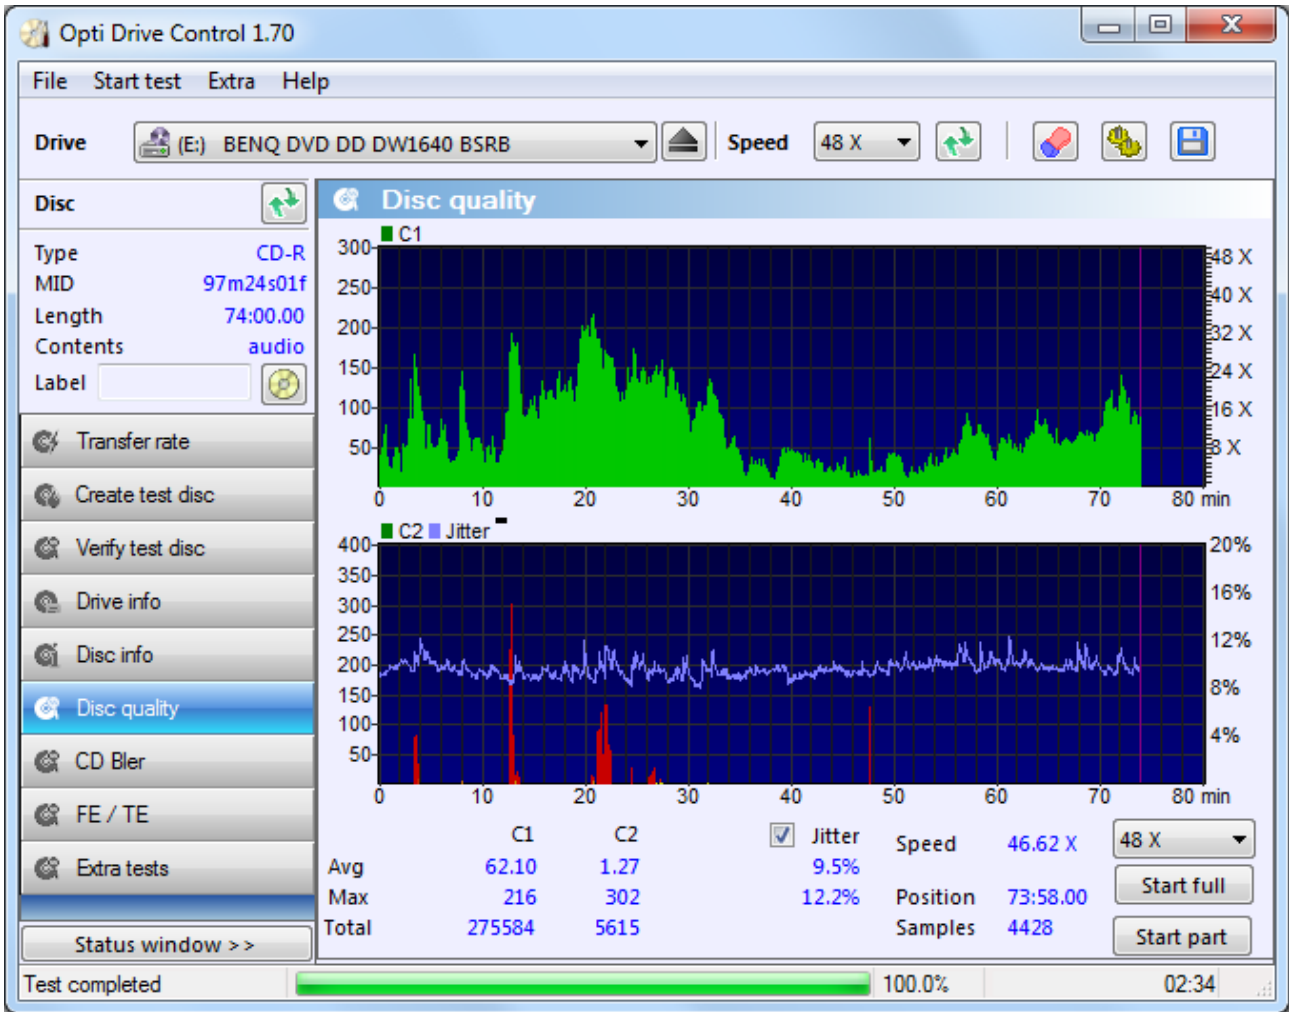 Opti Drive Control 1.70
File Start test Extra Help
Drive (E:) BENQ DVD DD DW1640 BSRB Speed 48 X
Disc
Type CD-R
MID 97m24s01f
Length 74:00.00
Contents audio
Label
Transfer rate
Create test disc
Verify test disc
Drive info
Disc info
Disc quality
CD Bler
FE / TE
Extra tests
Status window >>
Disc quality
C1
300 48 X
250 40 X
200 32 X
150 24 X
100 16 X
50 8 X
0 10 20 30 40 50 60 70 80 min
C2 Jitter
400 20%
350 16%
300
250 12%
200
150 8%
100 4%
50
0 10 20 30 40 50 60 70 80 min
C1 C2 Jitter Speed 46.62 X 48 X
Avg 62.10 1.27 9.5%
Max 216 302 12.2% Position 73:58.00 Start full
Total 275584 5615 Samples 4428 Start part
Test completed 100.0% 02:34